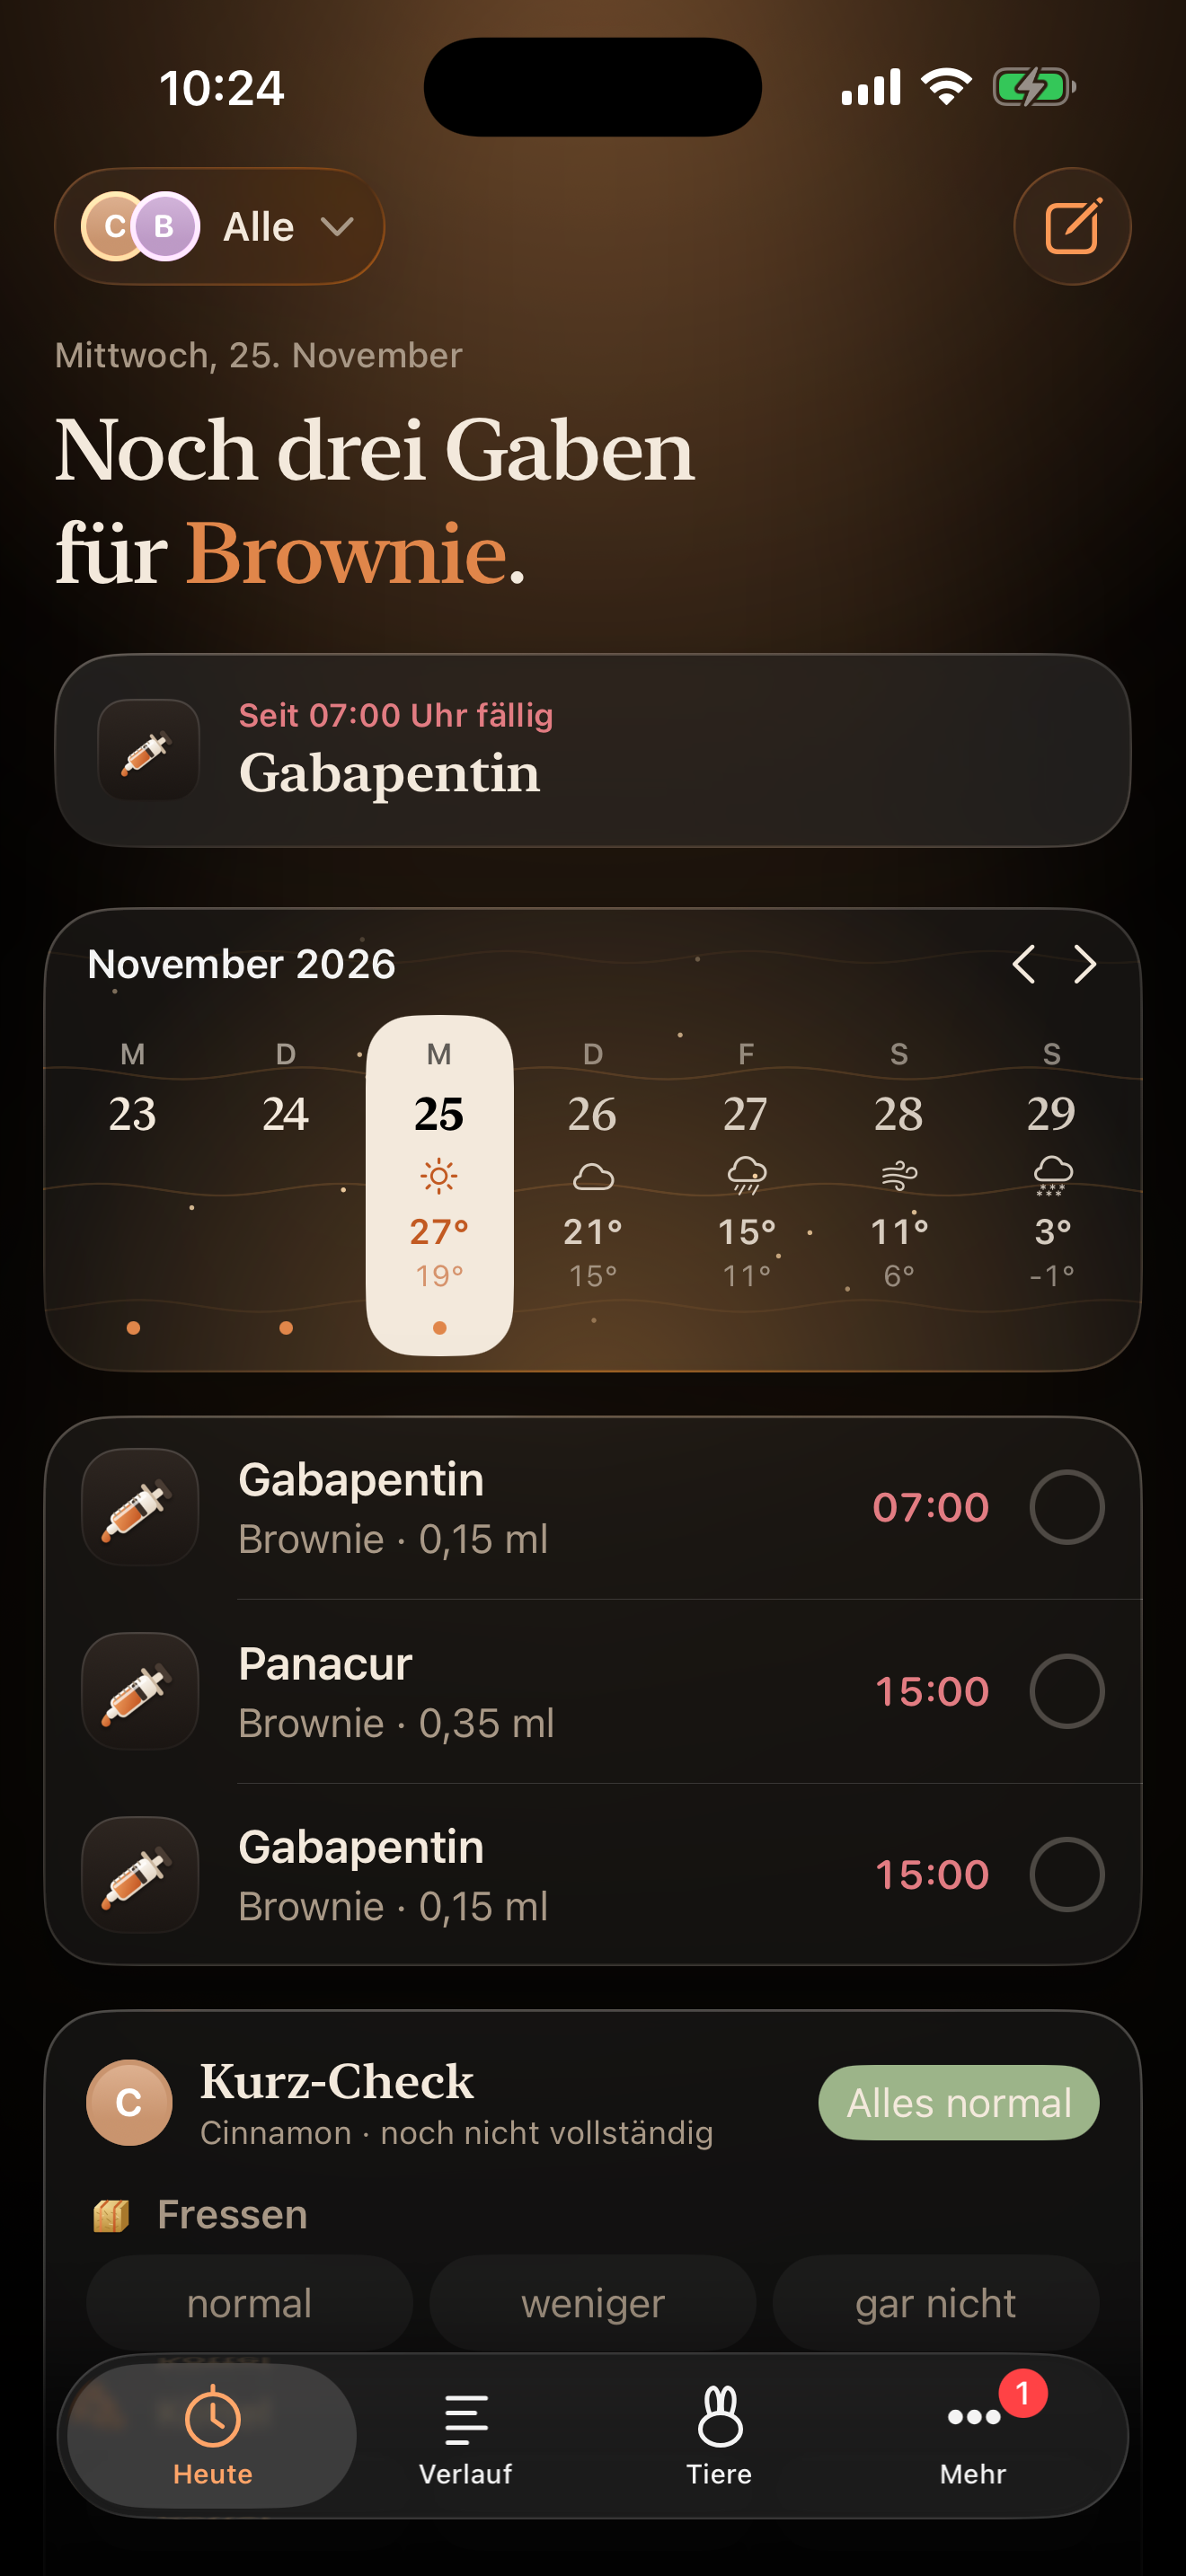 10:24
C B Alle
Mittwoch, 25. November
Noch drei Gaben
für Brownie.
Seit 07:00 Uhr fällig
Gabapentin
November 2026
M D M D F S S
23 24 25 26 27 28 29
27° 21° 15° 11° 3°
19° 15° 11° 6° -1°
Gabapentin
Brownie · 0,15 ml
07:00
Panacur
Brownie · 0,35 ml
15:00
Gabapentin
Brownie · 0,15 ml
15:00
C
Kurz-Check
Cinnamon · noch nicht vollständig
Alles normal
Fressen
normal weniger gar nicht
1
Heute Verlauf Tiere Mehr